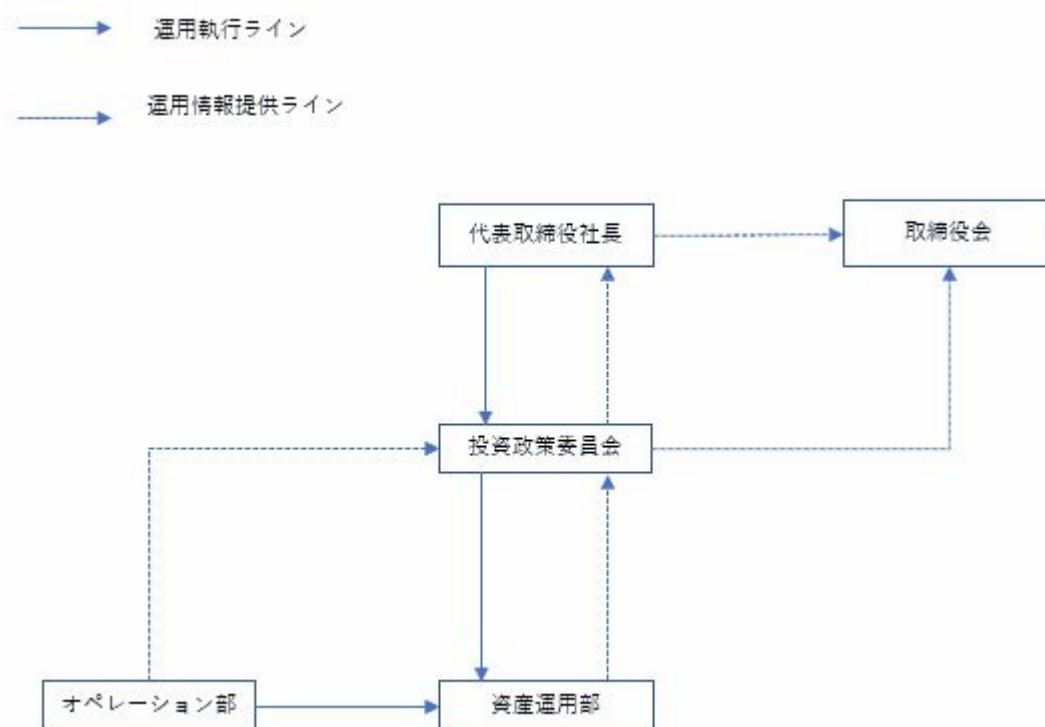 運用執行ライン
運用情報提供ライン
代表取締役社長
取締役会
投資政策委員会
オペレーション部
資産運用部